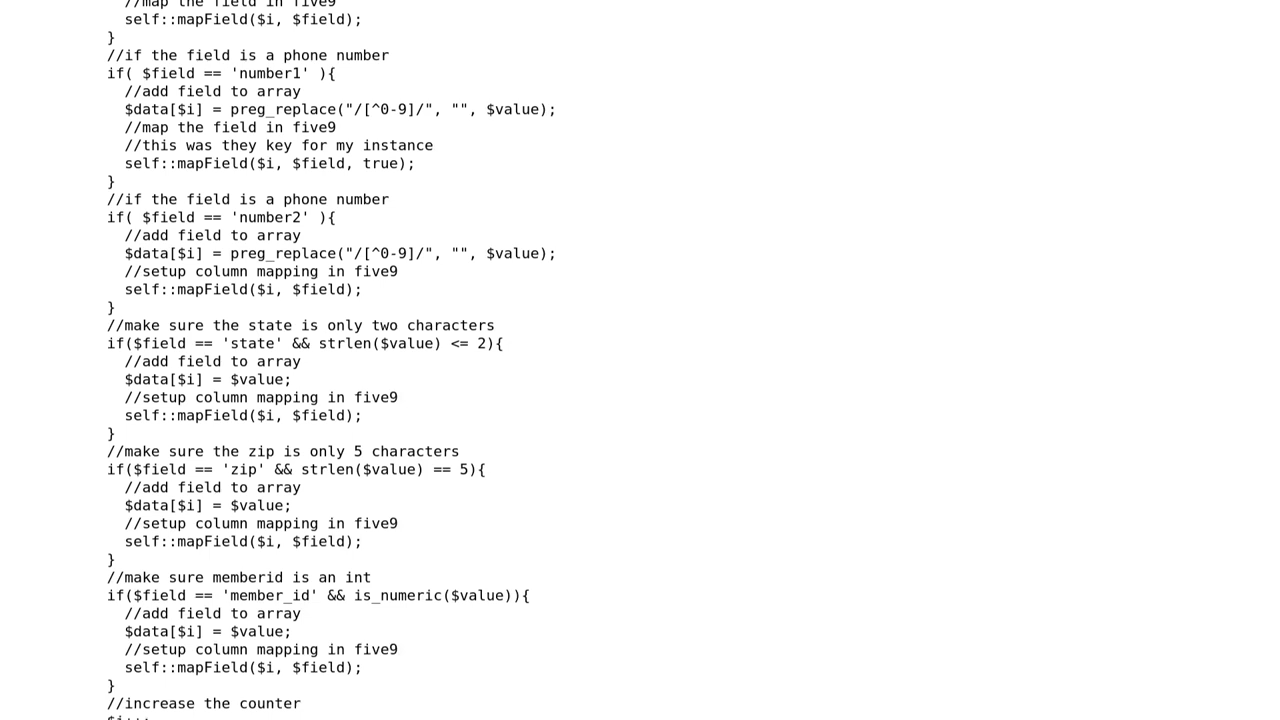 //map the field in five9
self::mapField($i, $field);
}
//if the field is a phone number
if( $field == 'number1' ){
//add field to array
$data[$i] = preg_replace("/[^0-9]/", "", $value);
//map the field in five9
//this was they key for my instance
self::mapField($i, $field, true);
}
//if the field is a phone number
if( $field == 'number2' ){
//add field to array
$data[$i] = preg_replace("/[^0-9]/", "", $value);
//setup column mapping in five9
self::mapField($i, $field);
}
//make sure the state is only two characters
if($field == 'state' && strlen($value) <= 2){
//add field to array
$data[$i] = $value;
//setup column mapping in five9
self::mapField($i, $field);
}
//make sure the zip is only 5 characters
if($field == 'zip' && strlen($value) == 5){
//add field to array
$data[$i] = $value;
//setup column mapping in five9
self::mapField($i, $field);
}
//make sure memberid is an int
if($field == 'member_id' && is_numeric($value)){
//add field to array
$data[$i] = $value;
//setup column mapping in five9
self::mapField($i, $field);
}
//increase the counter